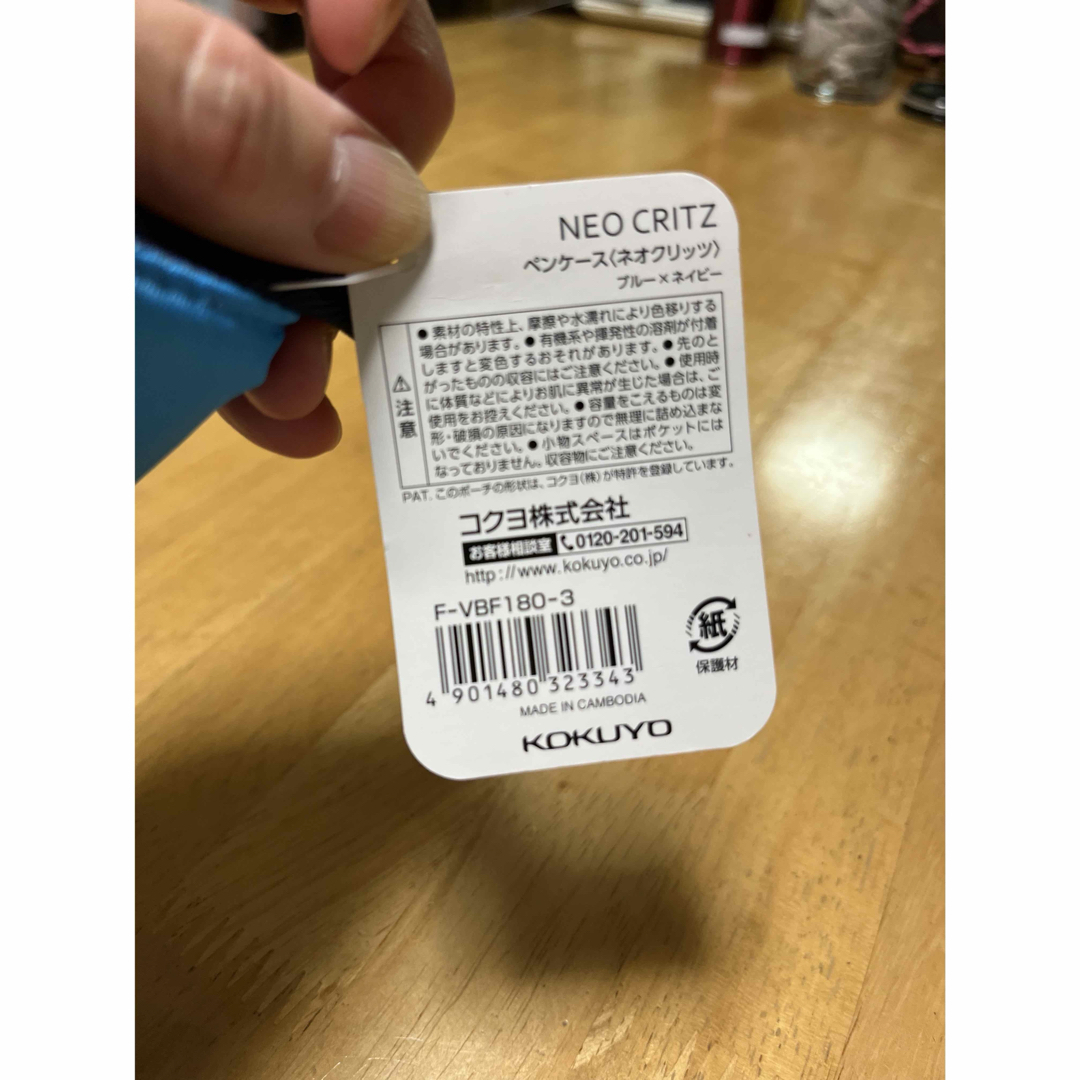 NEO CRITZ
ペンケース〈ネオクリッツ〉
ブルー×ネイビー
⚠注意
●素材の特性上、摩擦や水濡れにより色移りする
場合があります。●有機系や揮発性の溶剤が付着
しますと変色するおそれがあります。●先のと
がったものの収容にはご注意ください。●使用時
に体質などによりお肌に異常が生じた場合は、ご
使用をお控えください。●容量をこえるものは変
形・破損の原因になりますので無理に詰め込まな
いでください。●小物スペースはポケットには
なっておりません。収容物にご注意ください。
PAT. このポーチの形状は、コクヨ(株)が特許を登録しています。
コクヨ株式会社
お客様相談室 0120-201-594
http://www.kokuyo.co.jp/
F-VBF180-3
4 901480 323343
紙
保護材
MADE IN CAMBODIA
KOKUYO